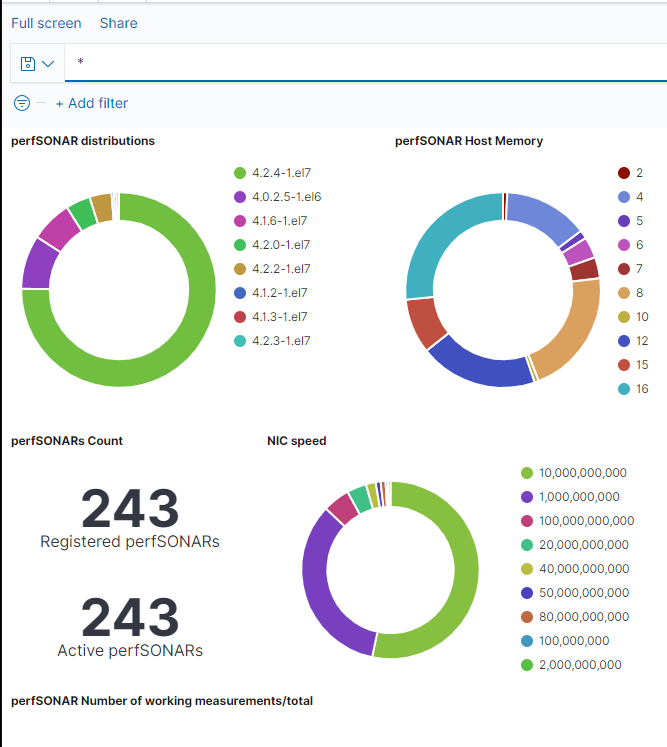 Full screen Share
*
+ Add filter
perfSONAR distributions
4.2.4-1.el7
4.0.2.5-1.el6
4.1.6-1.el7
4.2.0-1.el7
4.2.2-1.el7
4.1.2-1.el7
4.1.3-1.el7
4.2.3-1.el7
perfSONAR Host Memory
2
4
5
6
7
8
10
12
15
16
perfSONARs Count
243
Registered perfSONARs
243
Active perfSONARs
NIC speed
10,000,000,000
1,000,000,000
100,000,000,000
20,000,000,000
40,000,000,000
50,000,000,000
80,000,000,000
100,000,000
2,000,000,000
perfSONAR Number of working measurements/total